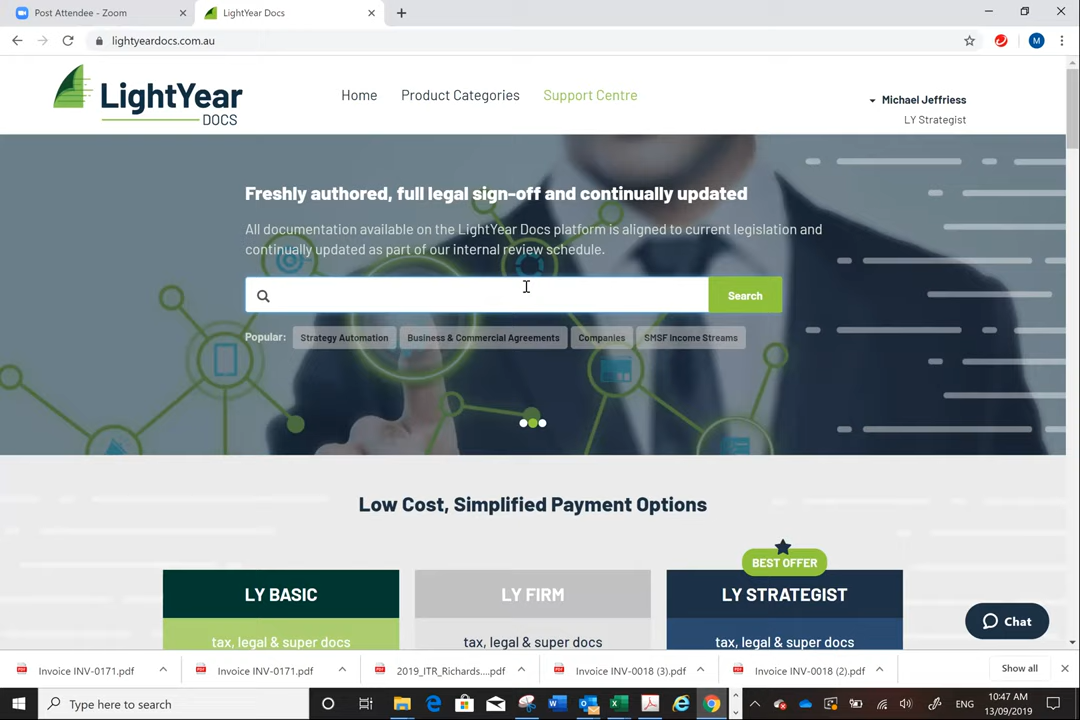 Post Attendee - Zoom
LightYear Docs
lightyeardocs.com.au
M
LightYear
DOCS
Home
Product Categories
Support Centre
Michael Jeffriess
LY Strategist
Freshly authored, full legal sign-off and continually updated
All documentation available on the LightYear Docs platform is aligned to current legislation and
continually updated as part of our internal review schedule.
Search
Popular:
Strategy Automation
Business & Commercial Agreements
Companies
SMSF Income Streams
Low Cost, Simplified Payment Options
BEST OFFER
LY BASIC
LY FIRM
LY STRATEGIST
tax, legal & super docs
tax, legal & super docs
tax, legal & super docs
Chat
Invoice INV-0171.pdf
Invoice INV-0171.pdf
2019_ITR_Richards....pdf
Invoice INV-0018 (3).pdf
Invoice INV-0018 (2).pdf
Show all
Type here to search
ENG
10:47 AM
13/09/2019